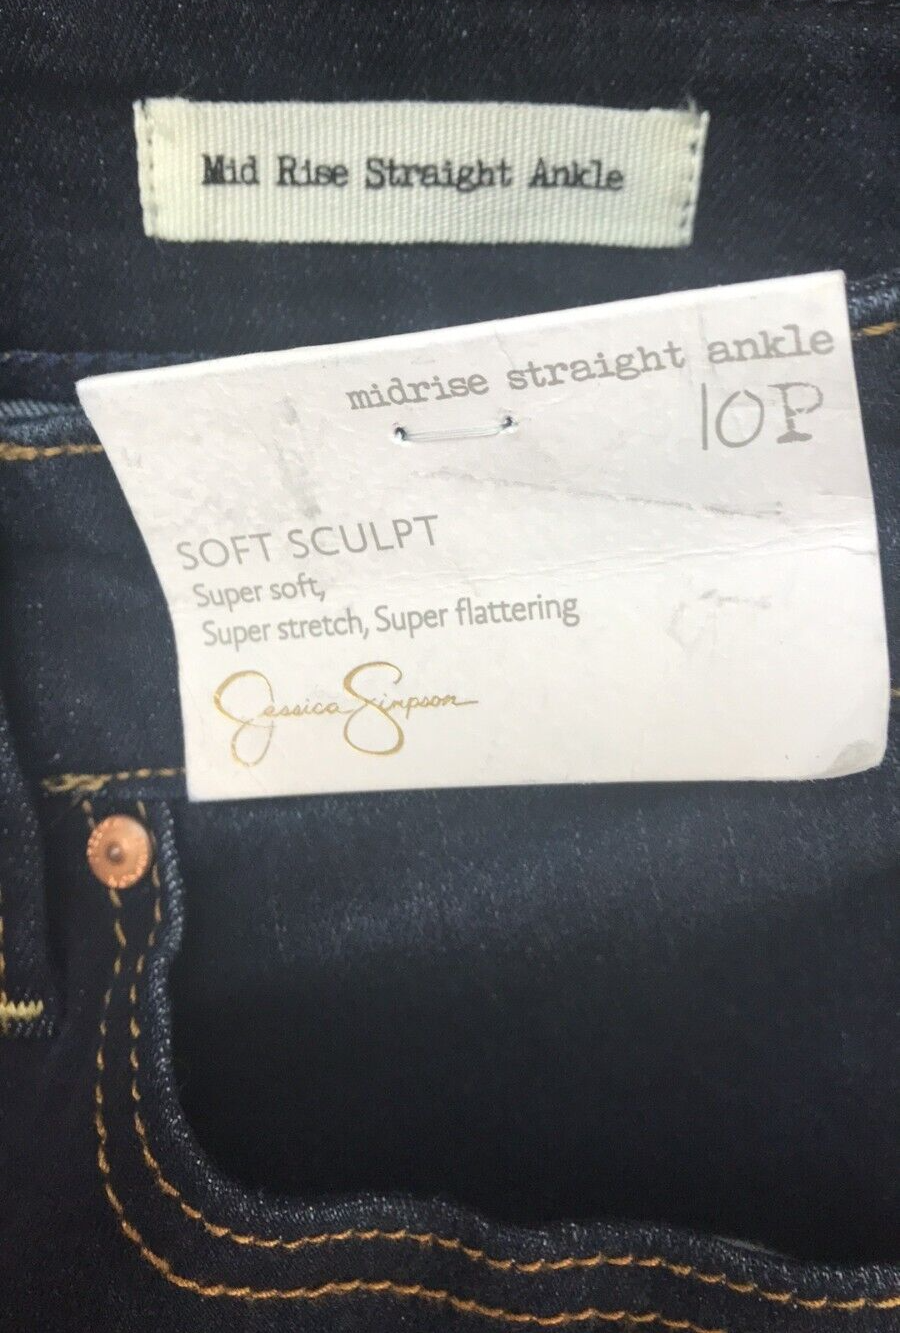 Mid Rise Straight Ankle
midrise straight ankle
10P
SOFT SCULPT
Super soft,
Super stretch, Super flattering
Jessica Simpson